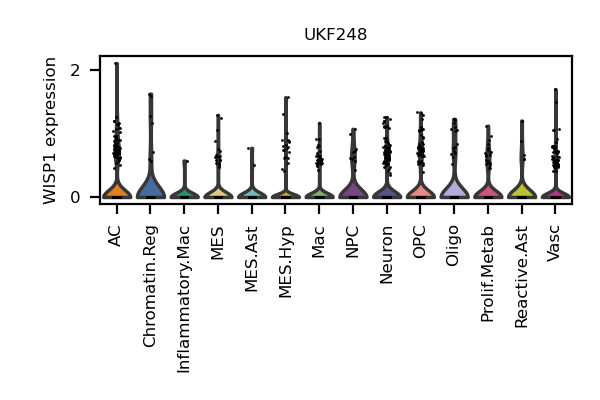 UKF248
WISP1 expression
2
0
AC
Chromatin.Reg
Inflammatory.Mac
MES
MES.Ast
MES.Hyp
Mac
NPC
Neuron
OPC
Oligo
Prolif.Metab
Reactive.Ast
Vasc